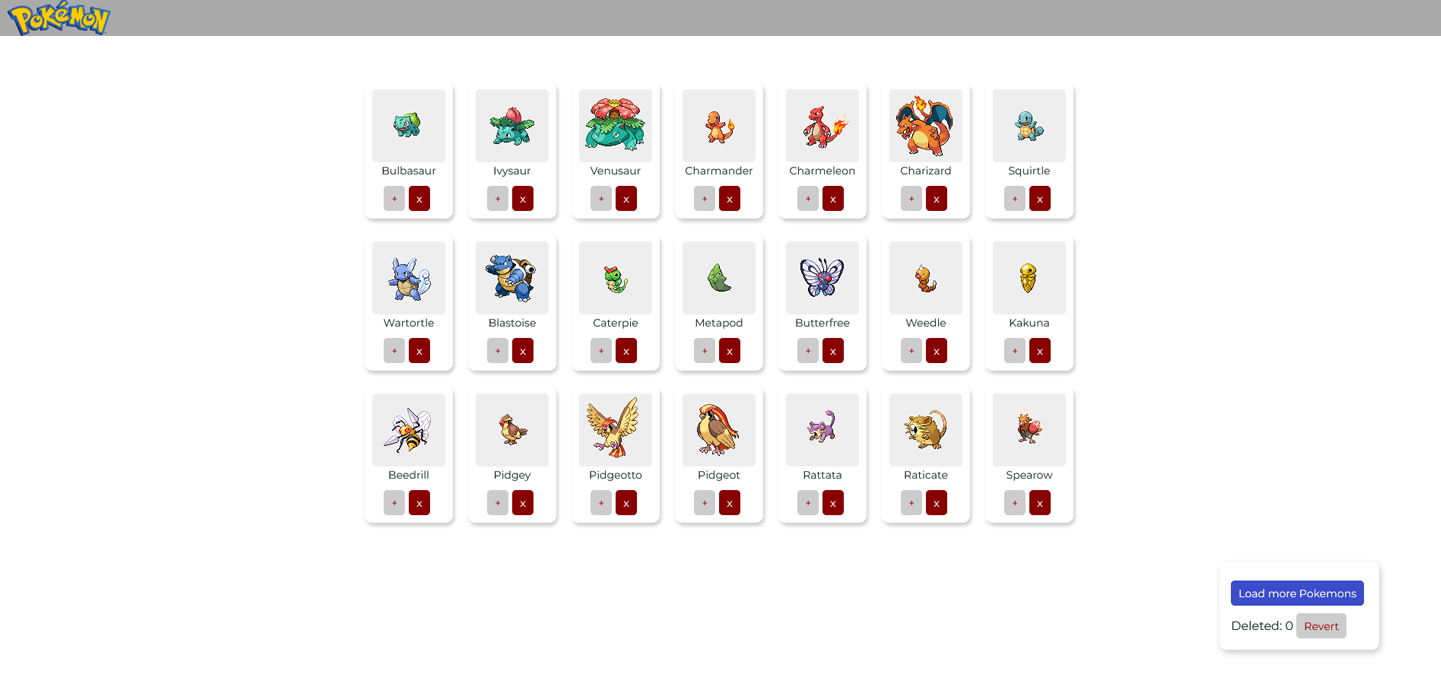 POKéMON
Bulbasaur Ivysaur Venusaur Charmander Charmeleon Charizard Squirtle
+ x + x + x + x + x + x + x
Wartortle Blastoise Caterpie Metapod Butterfree Weedle Kakuna
+ x + x + x + x + x + x + x
Beedrill Pidgey Pidgeotto Pidgeot Rattata Raticate Spearow
+ x + x + x + x + x + x + x
Load more Pokemons
Deleted: 0 Revert